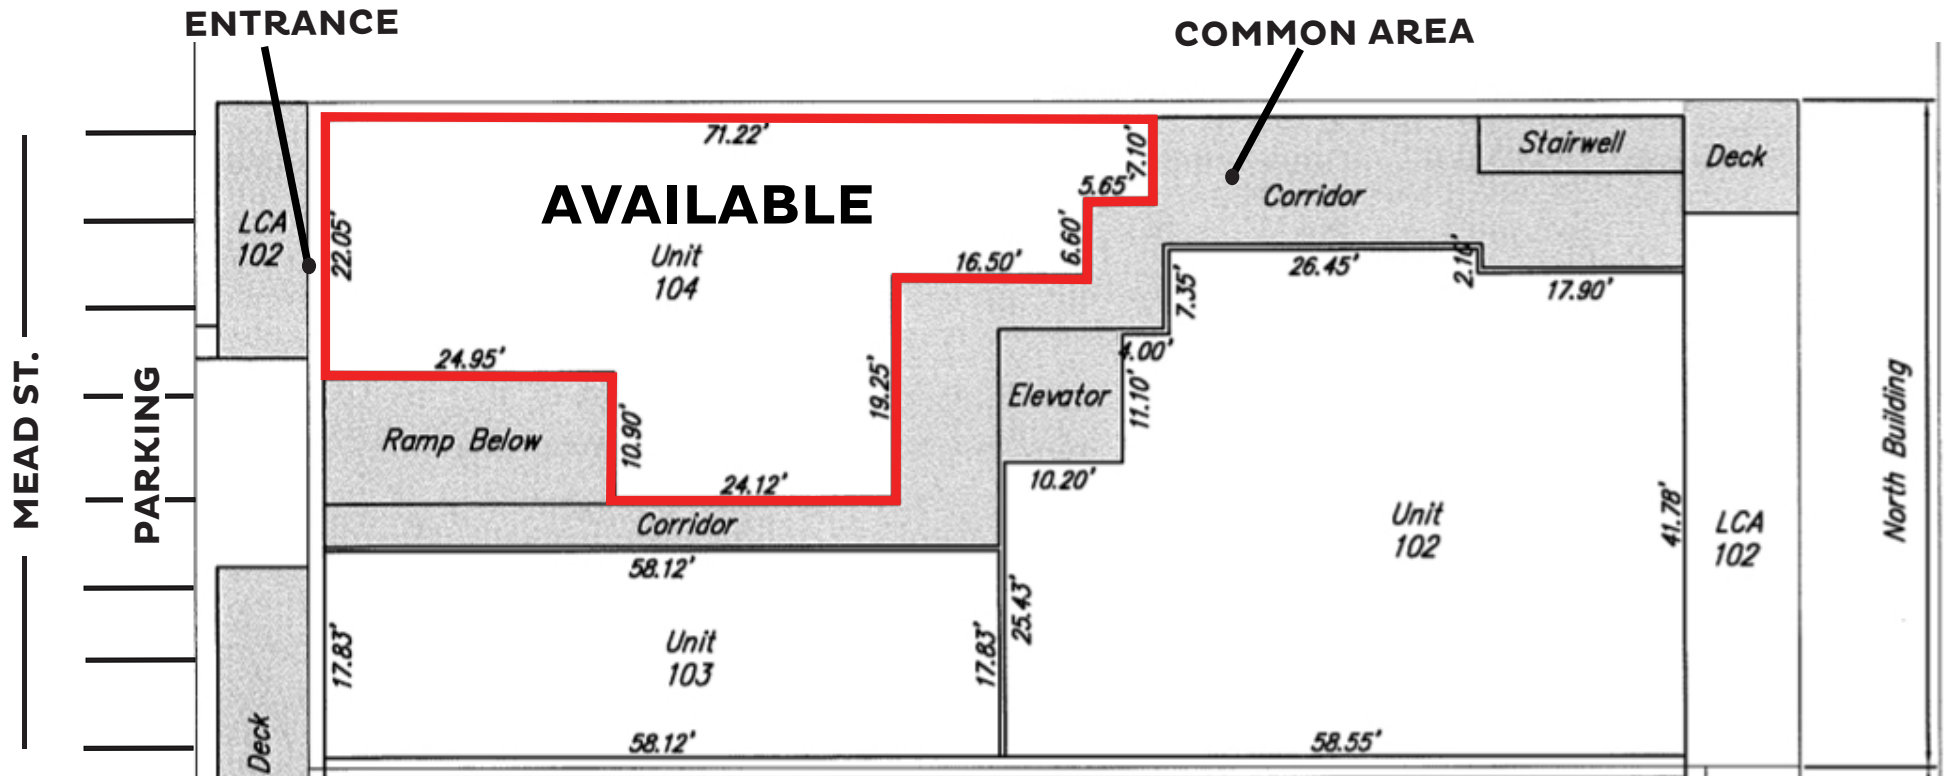 ENTRANCE
COMMON AREA
71.22'
7.10'
Stairwell
Deck
5.65'
Corridor
AVAILABLE
LCA
102
22.05'
Unit
104
6.60'
16.50'
26.45'
2.10'
17.90'
7.35'
24.95'
4.00'
19.25'
Elevator
11.10'
Ramp Below
10.90'
24.12'
10.20'
MEAD ST.
PARKING
North Building
Corridor
Unit
102
41.78'
LCA
102
58.12'
25.43'
17.83'
Unit
103
17.83'
Deck
58.12'
58.55'